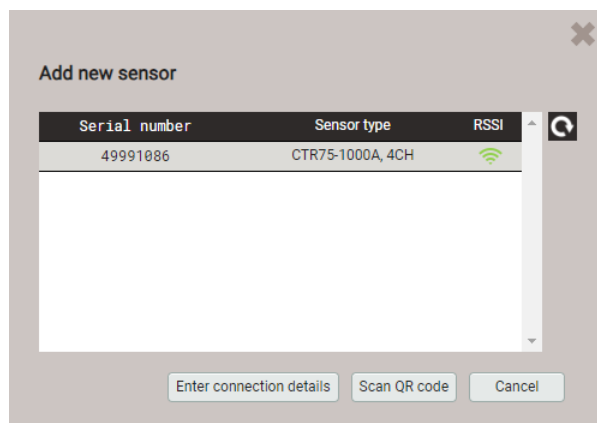 Add new sensor
Serial number Sensor type RSSI
49991086 CTR75-1000A, 4CH
Enter connection details Scan QR code Cancel